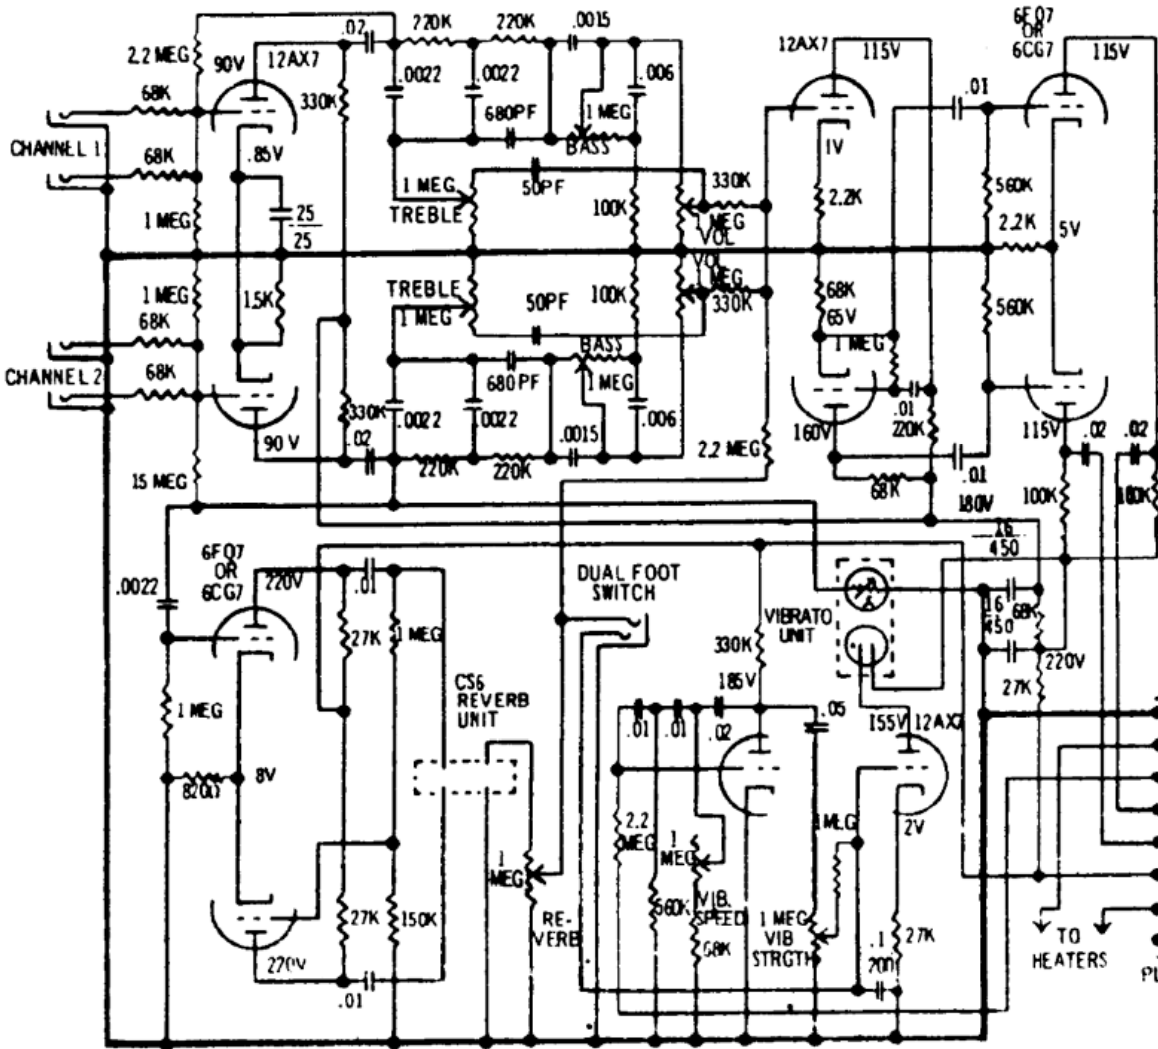 6FQ7
OR
6CG7
.02
220K
220K
.0015
12AX7
115V
115V
2.2 MEG
90V
12AX7
.0022
.0022
.006
.01
68K
330K
680PF
1 MEG
BASS
CHANNEL 1
.85V
1V
68K
1 MEG
TREBLE
50PF
330K
2.2K
560K
1 MEG
25
25
100K
1 MEG
VOL
2.2K
5V
1 MEG
1.5K
TREBLE
1 MEG
50PF
100K
VOL
1 MEG
330K
68K
65V
560K
68K
BASS
1 MEG
CHANNEL 2
68K
680PF
1 MEG
.01
330K
.0022
.0022
.006
160V
220K
115V
.02
.02
90 V
.02
.0015
2.2 MEG
.01
15 MEG
220K
220K
68K
180V
100K
180K
16
450
6FQ7
OR
6CG7
220V
.01
DUAL FOOT
SWITCH
.0022
VIBRATO
UNIT
16
450
68K
27K
1 MEG
330K
220V
CS6
REVERB
UNIT
185V
27K
1 MEG
.01
.01
.02
.05
155V
12AX7
8V
820Ω
2.2
MEG
1
MEG
1 MEG
2V
1
MEG
VIB.
SPEED
27K
150K
RE-
VERB
560K
68K
1 MEG
VIB
STRGTH
.1
200
27K
TO
HEATERS
220V
.01
PL